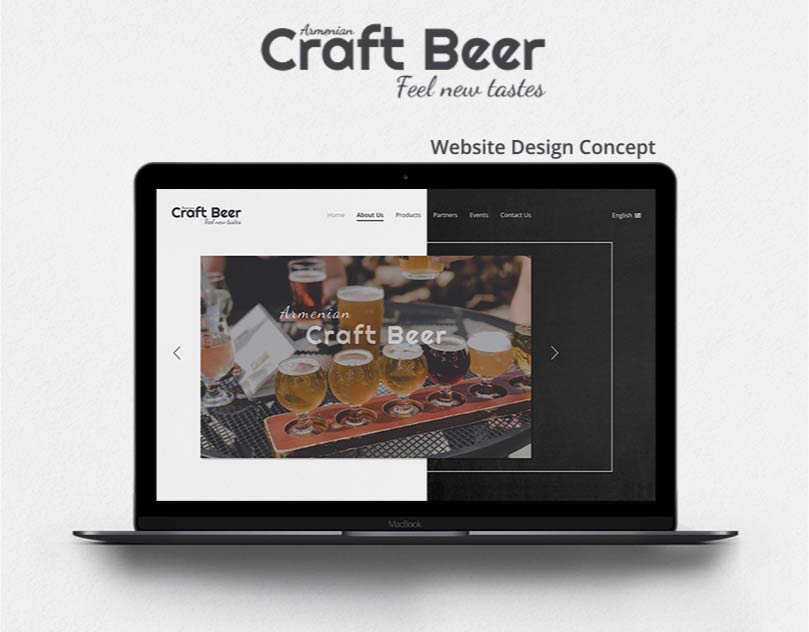 Armenian
Craft Beer
Feel new tastes
Website Design Concept
Armenian
Craft Beer
Feel new tastes
Home About Us Products Partners Events Contact Us English
Armenian
Craft Beer
MacBook